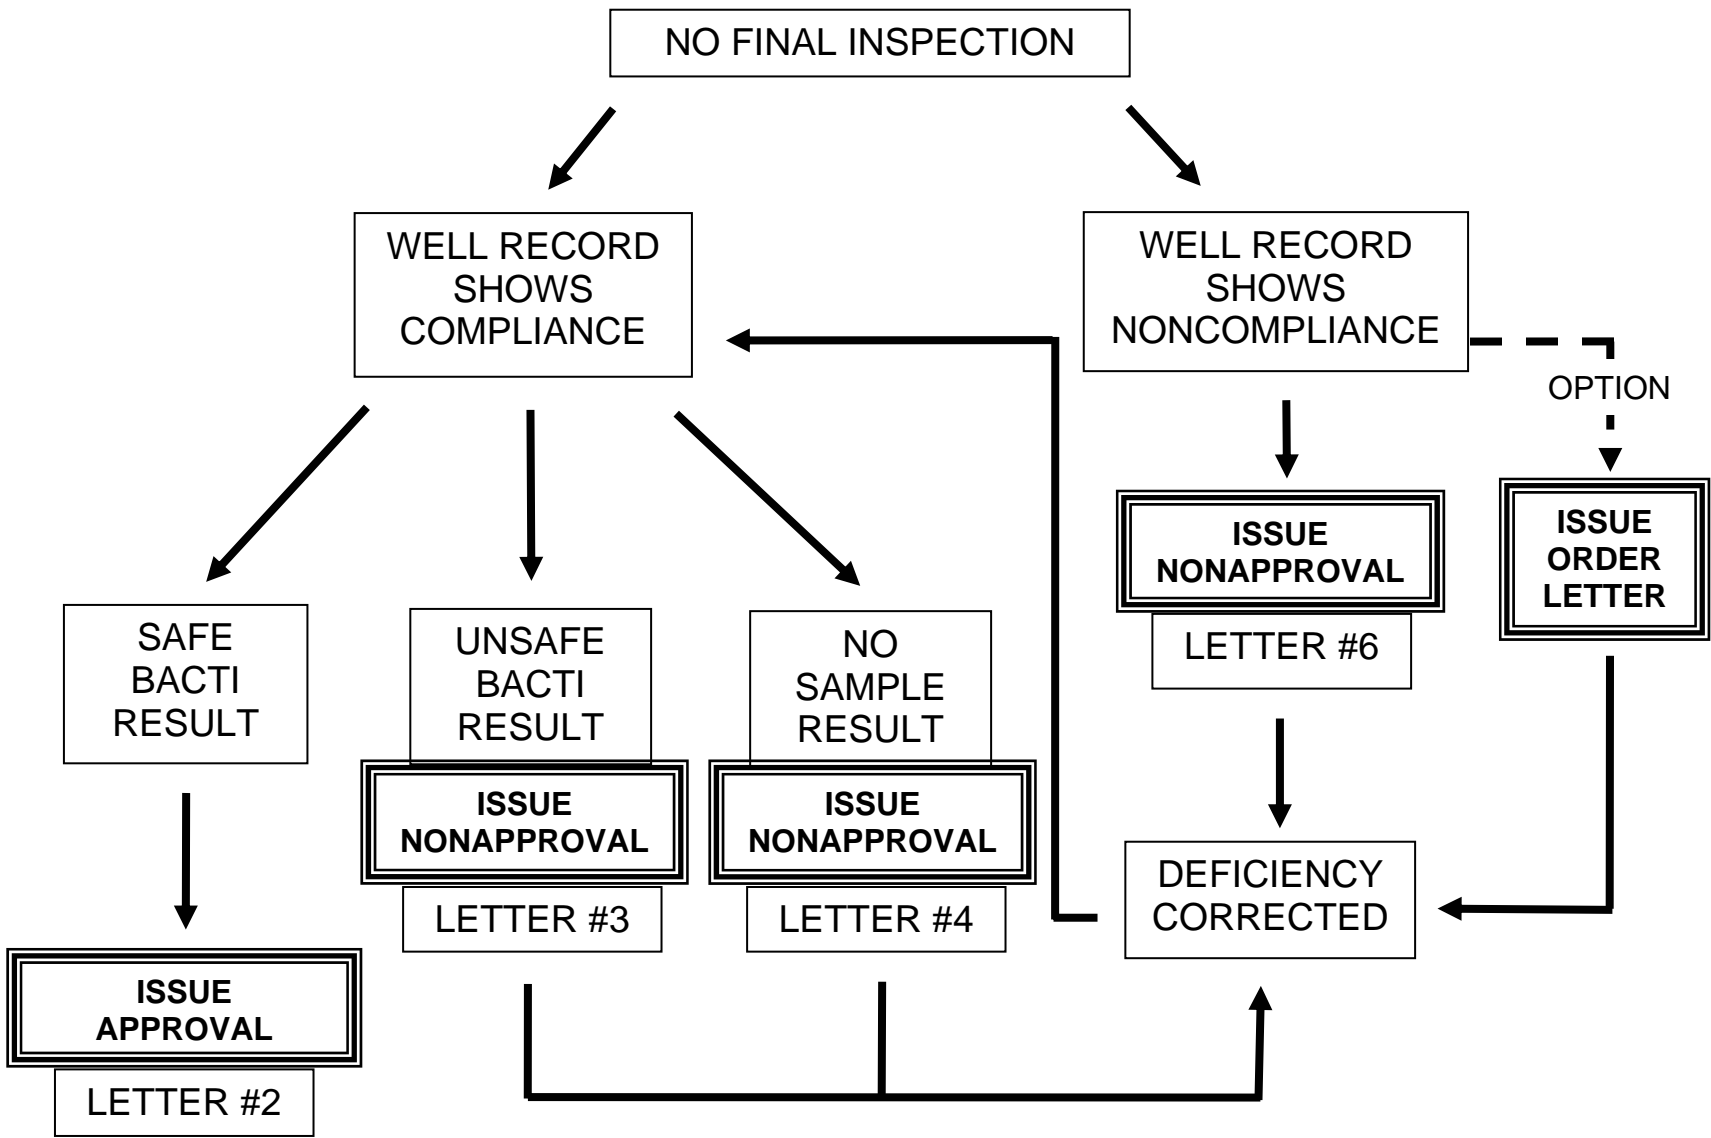 NO FINAL INSPECTION
WELL RECORD
SHOWS
COMPLIANCE
WELL RECORD
SHOWS
NONCOMPLIANCE
OPTION
ISSUE
NONAPPROVAL
LETTER #6
ISSUE
ORDER
LETTER
SAFE
BACTI
RESULT
UNSAFE
BACTI
RESULT
NO
SAMPLE
RESULT
ISSUE
NONAPPROVAL
LETTER #3
ISSUE
NONAPPROVAL
LETTER #4
DEFICIENCY
CORRECTED
ISSUE
APPROVAL
LETTER #2